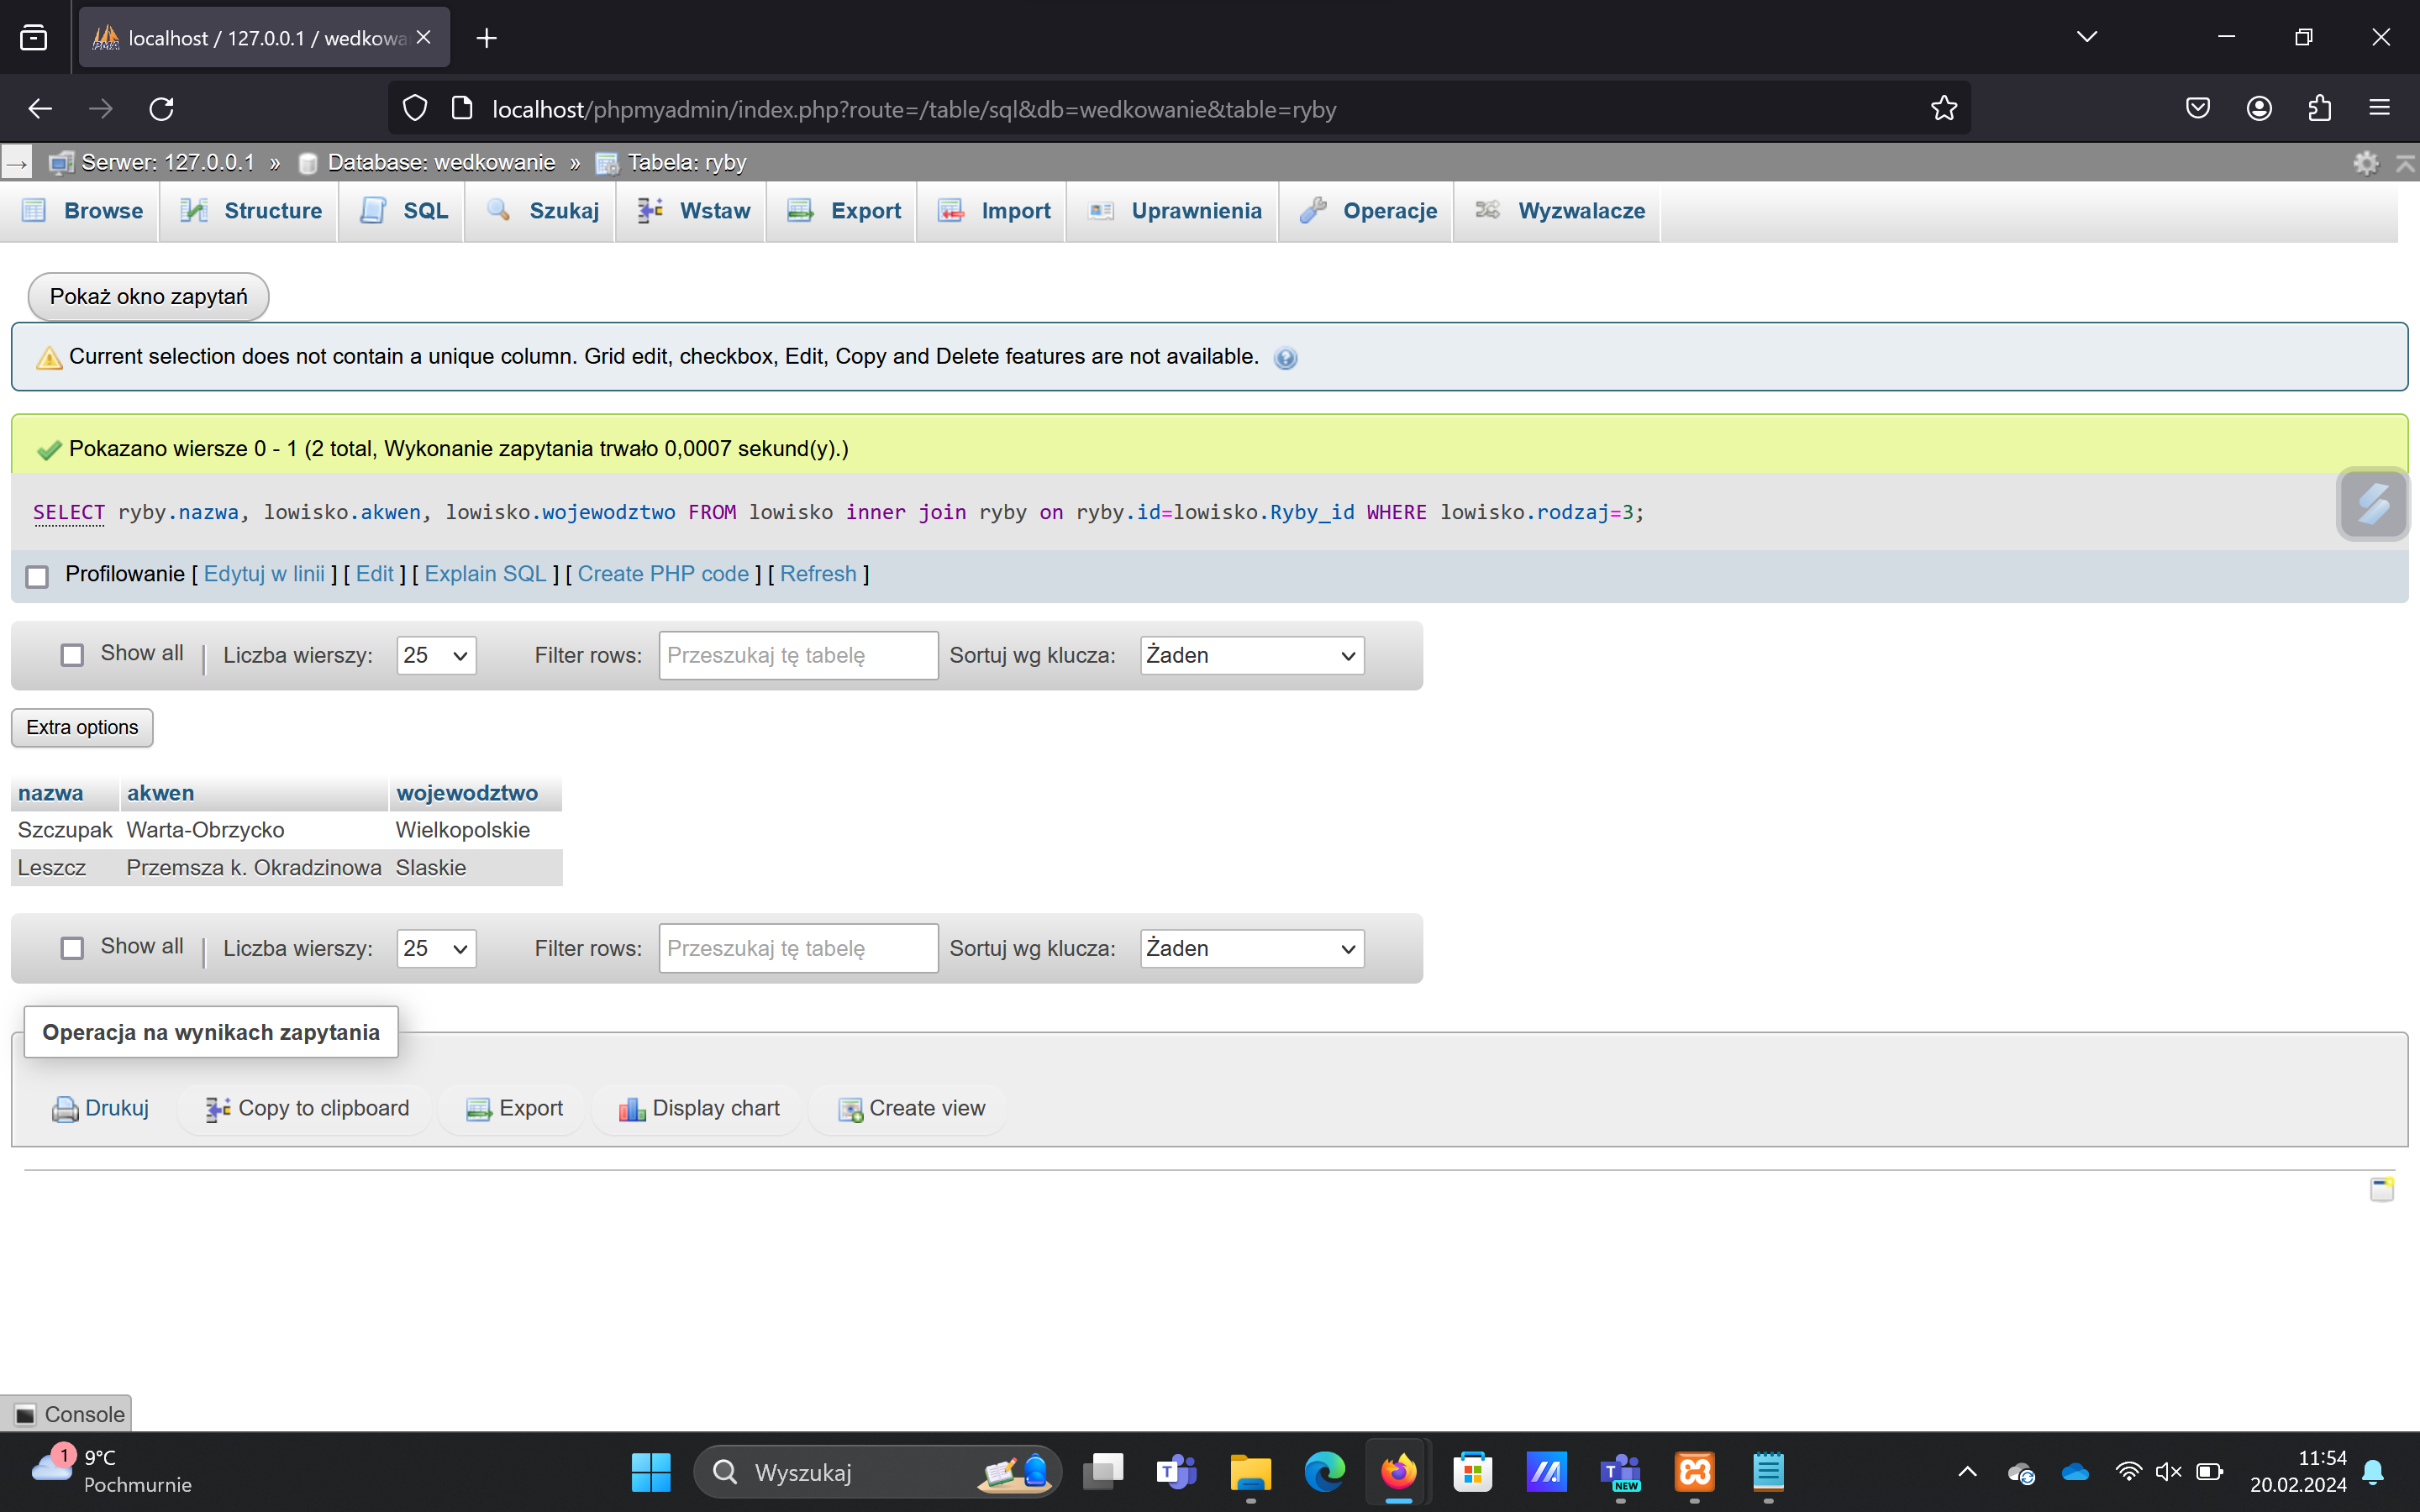 localhost / 127.0.0.1 / wedkowa
localhost/phpmyadmin/index.php?route=/table/sql&db=wedkowanie&table=ryby
Serwer: 127.0.0.1 » Database: wedkowanie » Tabela: ryby
Browse Structure SQL Szukaj Wstaw Export Import Uprawnienia Operacje Wyzwalacze
Pokaż okno zapytań
Current selection does not contain a unique column. Grid edit, checkbox, Edit, Copy and Delete features are not available.
Pokazano wiersze 0 - 1 (2 total, Wykonanie zapytania trwało 0,0007 sekund(y).)
SELECT ryby.nazwa, lowisko.akwen, lowisko.wojewodztwo FROM lowisko inner join ryby on ryby.id=lowisko.Ryby_id WHERE lowisko.rodzaj=3;
Profilowanie [ Edytuj w linii ] [ Edit ] [ Explain SQL ] [ Create PHP code ] [ Refresh ]
Show all | Liczba wierszy: 25 Filter rows: Przeszukaj tę tabelę Sortuj wg klucza: Żaden
Extra options
nazwa akwen wojewodztwo
Szczupak Warta-Obrzycko Wielkopolskie
Leszcz Przemsza k. Okradzinowa Slaskie
Show all | Liczba wierszy: 25 Filter rows: Przeszukaj tę tabelę Sortuj wg klucza: Żaden
Operacja na wynikach zapytania
Drukuj Copy to clipboard Export Display chart Create view
Console
1 9°C
Pochmurnie
Wyszukaj
NEW
11:54
20.02.2024